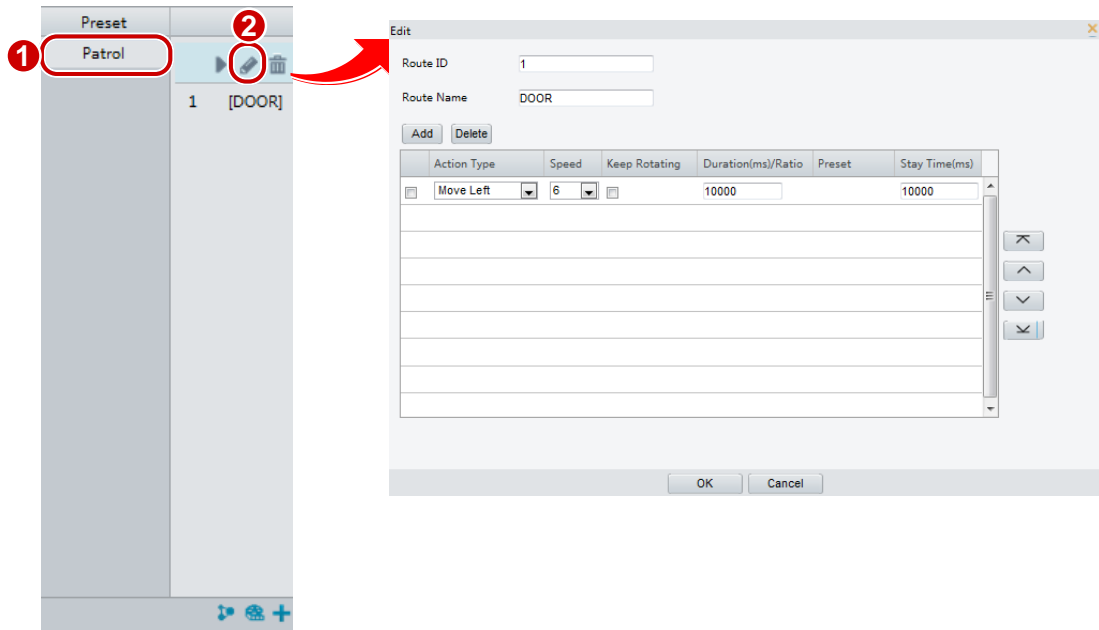 Preset
2
1
Patrol
1 [DOOR]
Edit
Route ID 1
Route Name DOOR
Add Delete
Action Type Speed Keep Rotating Duration(ms)/Ratio Preset Stay Time(ms)
Move Left 6 10000 10000
OK Cancel